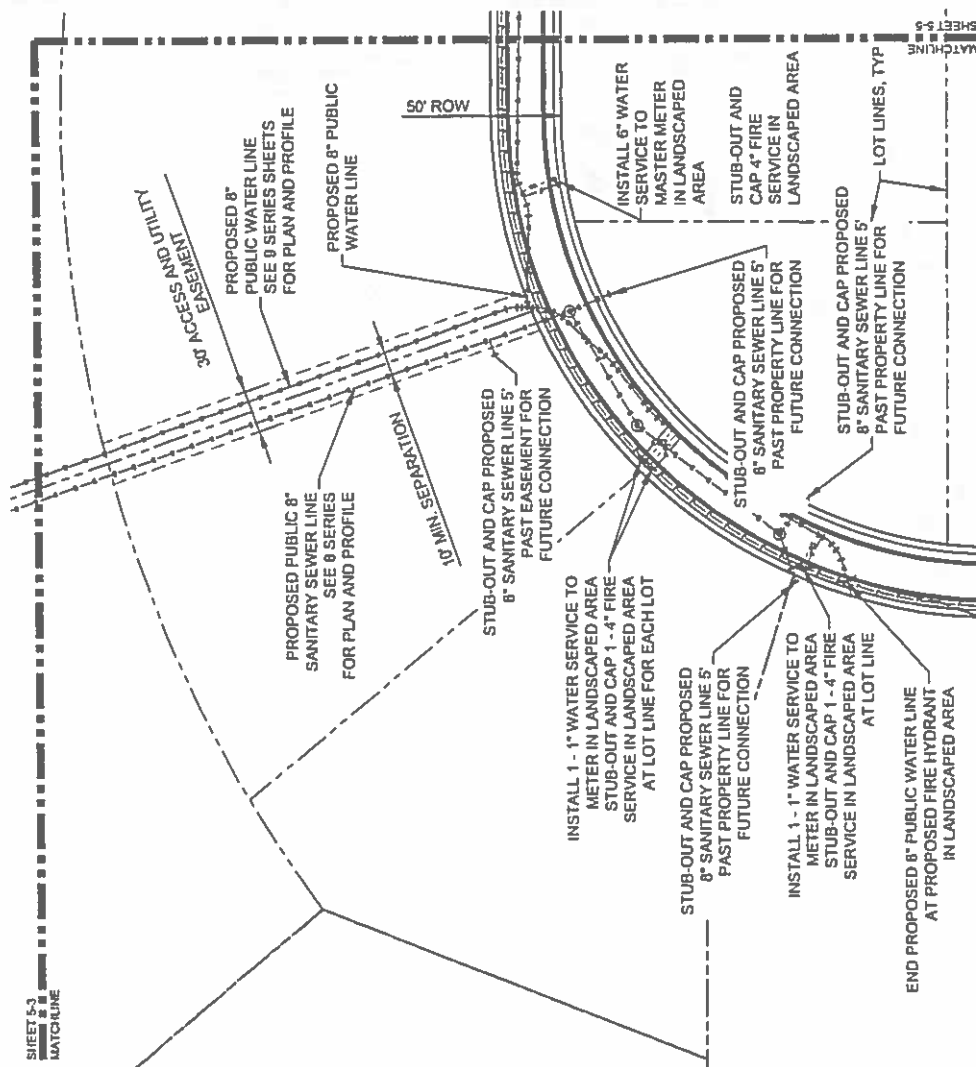 SHEET 5-3
MATCHLINE
30' ACCESS AND UTILITY
EASEMENT
PROPOSED 8"
PUBLIC WATER LINE
SEE 9 SERIES SHEETS
FOR PLAN AND PROFILE
PROPOSED 8" PUBLIC
WATER LINE
50' ROW
MATCHLINE
SHEET 5-5
PROPOSED PUBLIC 8"
SANITARY SEWER LINE
SEE 8 SERIES
FOR PLAN AND PROFILE
10' MIN. SEPARATION
STUB-OUT AND CAP PROPOSED
8" SANITARY SEWER LINE 5'
PAST EASEMENT FOR
FUTURE CONNECTION
INSTALL 6" WATER
SERVICE TO
MASTER METER
IN LANDSCAPED
AREA
STUB-OUT AND
CAP 4" FIRE
SERVICE IN
LANDSCAPED AREA
STUB-OUT AND CAP PROPOSED
8" SANITARY SEWER LINE 5'
PAST PROPERTY LINE FOR
FUTURE CONNECTION
LOT LINES, TYP
STUB-OUT AND CAP PROPOSED
8" SANITARY SEWER LINE 5'
PAST PROPERTY LINE FOR
FUTURE CONNECTION
INSTALL 1 - 1" WATER SERVICE TO
METER IN LANDSCAPED AREA
STUB-OUT AND CAP 1 - 4" FIRE
SERVICE IN LANDSCAPED AREA
AT LOT LINE FOR EACH LOT
STUB-OUT AND CAP PROPOSED
8" SANITARY SEWER LINE 5'
PAST PROPERTY LINE FOR
FUTURE CONNECTION
INSTALL 1 - 1" WATER SERVICE TO
METER IN LANDSCAPED AREA
STUB-OUT AND CAP 1 - 4" FIRE
SERVICE IN LANDSCAPED AREA
AT LOT LINE
END PROPOSED 8" PUBLIC WATER LINE
AT PROPOSED FIRE HYDRANT
IN LANDSCAPED AREA